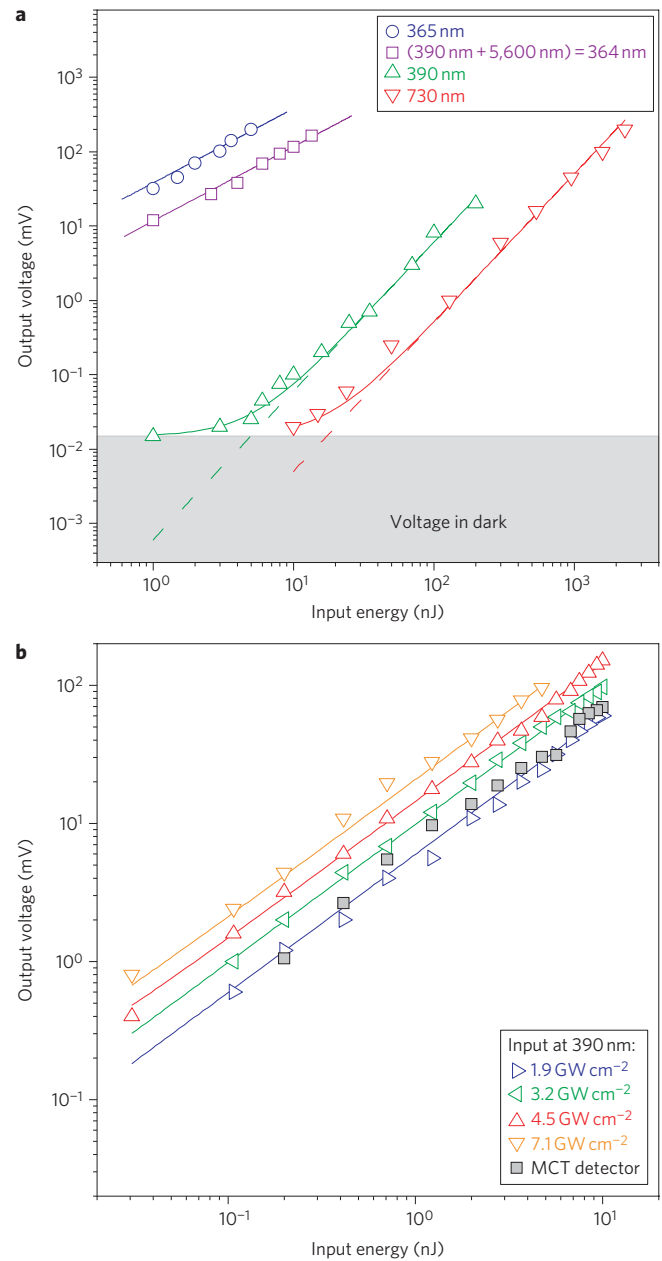 a
365 nm
(390 nm + 5,600 nm) = 364 nm
390 nm
730 nm
10³
10²
10¹
10⁰
10⁻¹
10⁻²
10⁻³
Output voltage (mV)
Voltage in dark
10⁰ 10¹ 10² 10³
Input energy (nJ)
b
10²
10¹
10⁰
10⁻¹
Output voltage (mV)
Input at 390 nm:
1.9 GW cm⁻²
3.2 GW cm⁻²
4.5 GW cm⁻²
7.1 GW cm⁻²
MCT detector
10⁻¹ 10⁰ 10¹
Input energy (nJ)